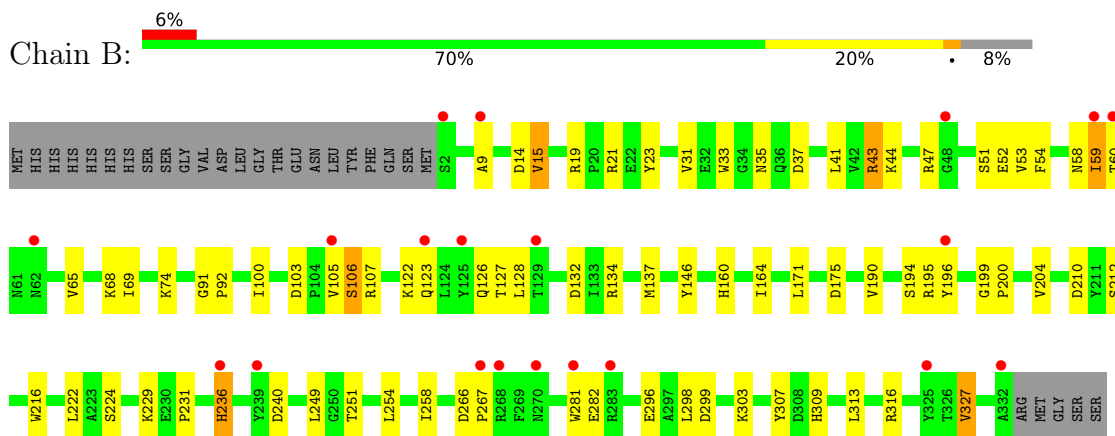 6%
Chain B:
70% 20% • 8%
MET HIS HIS HIS HIS HIS HIS SER SER GLY VAL ASP LEU GLY THR GLU ASN LEU TYR PHE GLN SER MET S2 A9 D14 V15 R19 P20 R21 E22 Y23 V31 E32 W33 G34 N35 Q36 D37 L41 V42 R43 K44 R47 G48 S51 E52 V53 F54 N58 I59 T60
N61 N62 V65 K68 I69 K74 G91 P92 I100 D103 P104 V105 S106 R107 K122 Q123 L124 Y125 Q126 T127 L128 T129 D132 I133 R134 M137 Y146 H160 I164 L171 D175 V190 S194 R195 Y196 G199 P200 V204 D210 Y211 S212
W216 L222 A223 S224 K229 E230 P231 H236 Y239 D240 L249 G250 T251 L254 I258 D266 P267 R268 F269 N270 W281 E282 R283 E296 A297 L298 D299 K303 Y307 D308 H309 L313 R316 Y325 T326 V327 A332 ARG MET GLY SER SER